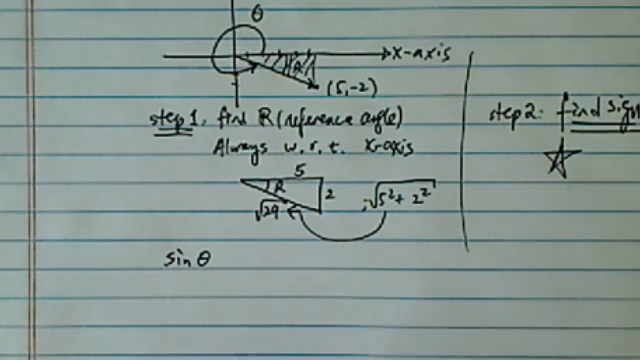 θ
x-axis
R
(5,-2)
step 1. find R (reference angle)
Always w.r.t. x-axis
5
R
2
√29
√5²+2²
sin θ
step 2: find sign